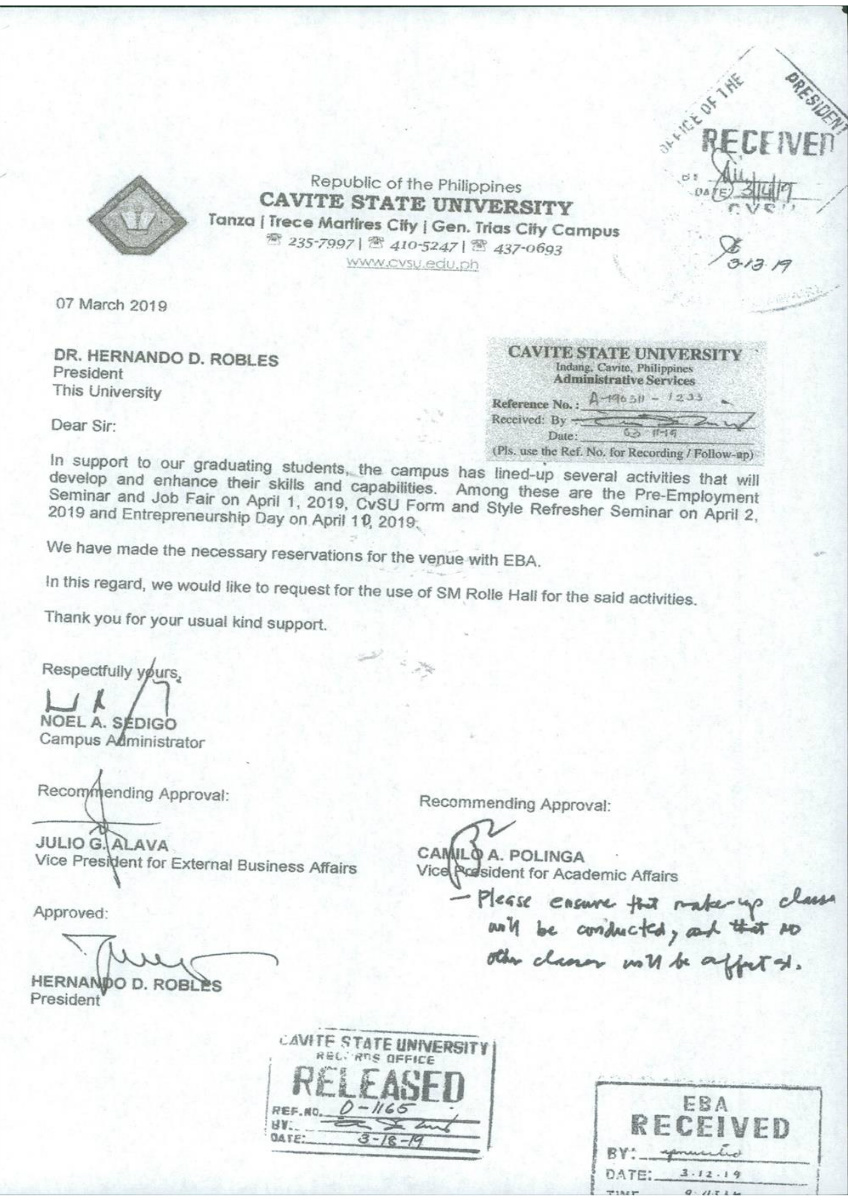 OFFICE OF THE PRESIDENT
RECEIVED
BY:
DATE: 3/14/19
CVSU
3-13-19
Republic of the Philippines
CAVITE STATE UNIVERSITY
Tanza | Trece Martires City | Gen. Trias City Campus
☏ 235-7997 | ☏ 410-5247 | ☏ 437-0693
www.cvsu.edu.ph
07 March 2019
DR. HERNANDO D. ROBLES
President
This University
CAVITE STATE UNIVERSITY
Indang, Cavite, Philippines
Administrative Services
Reference No.:
Received: By
Date: 03-11-19
(Pls. use the Ref. No. for Recording / Follow-up)
Dear Sir:
In support to our graduating students, the campus has lined-up several activities that will
develop and enhance their skills and capabilities. Among these are the Pre-Employment
Seminar and Job Fair on April 1, 2019, CvSU Form and Style Refresher Seminar on April 2,
2019 and Entrepreneurship Day on April 10, 2019.
We have made the necessary reservations for the venue with EBA.
In this regard, we would like to request for the use of SM Rolle Hall for the said activities.
Thank you for your usual kind support.
Respectfully yours,
NOEL A. SEDIGO
Campus Administrator
Recommending Approval:
JULIO G. ALAVA
Vice President for External Business Affairs
Recommending Approval:
CAMILO A. POLINGA
Vice President for Academic Affairs
- Please ensure that make-up classes
will be conducted, and that no
other classes will be affected.
Approved:
HERNANDO D. ROBLES
President
CAVITE STATE UNIVERSITY
RECORDS OFFICE
RELEASED
REF. NO. D-1165
BY:
DATE: 3-18-19
EBA
RECEIVED
BY:
DATE: 3.12.19
TIME